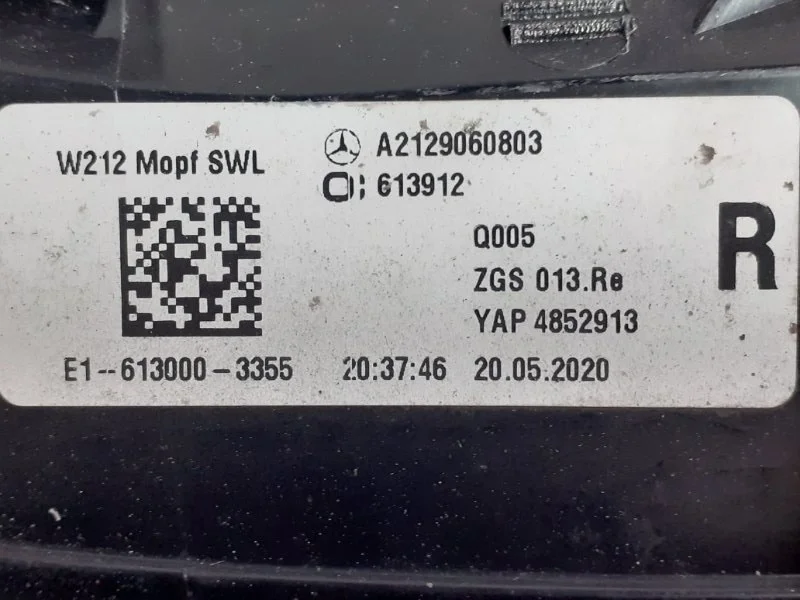 W212 Mopf SWL
A2129060803
613912
Q005
ZGS 013.Re
YAP 4852913
R
E1--613000-3355 20:37:46 20.05.2020